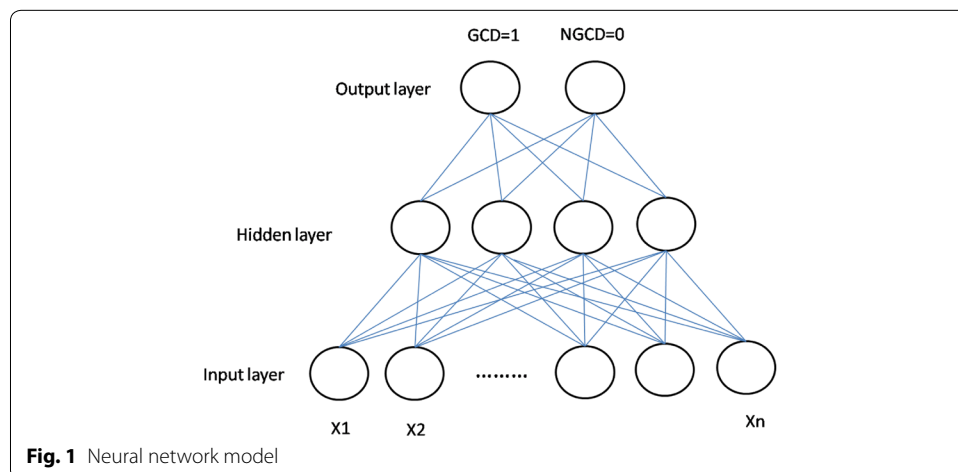 GCD=1 NGCD=0
Output layer
Hidden layer
Input layer
.........
X1 X2 Xn
Fig. 1 Neural network model